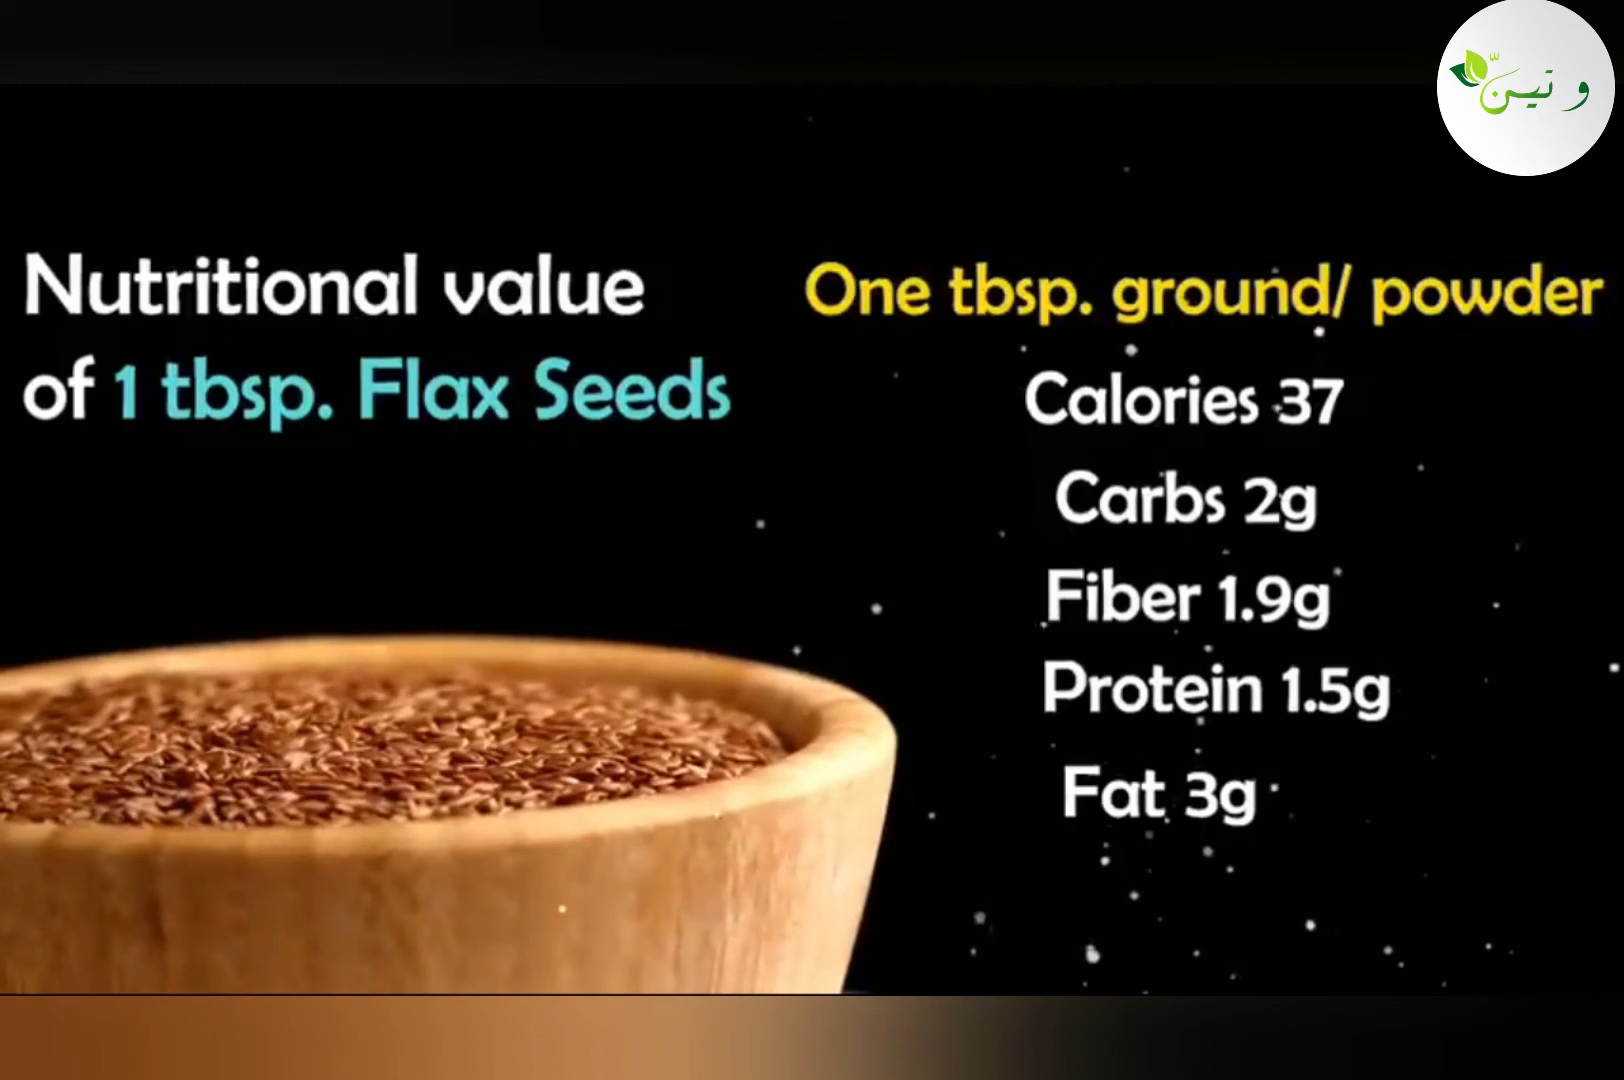 و تينّ
Nutritional value
of 1 tbsp. Flax Seeds
One tbsp. ground/ powder
Calories 37
Carbs 2g
Fiber 1.9g
Protein 1.5g
Fat 3g